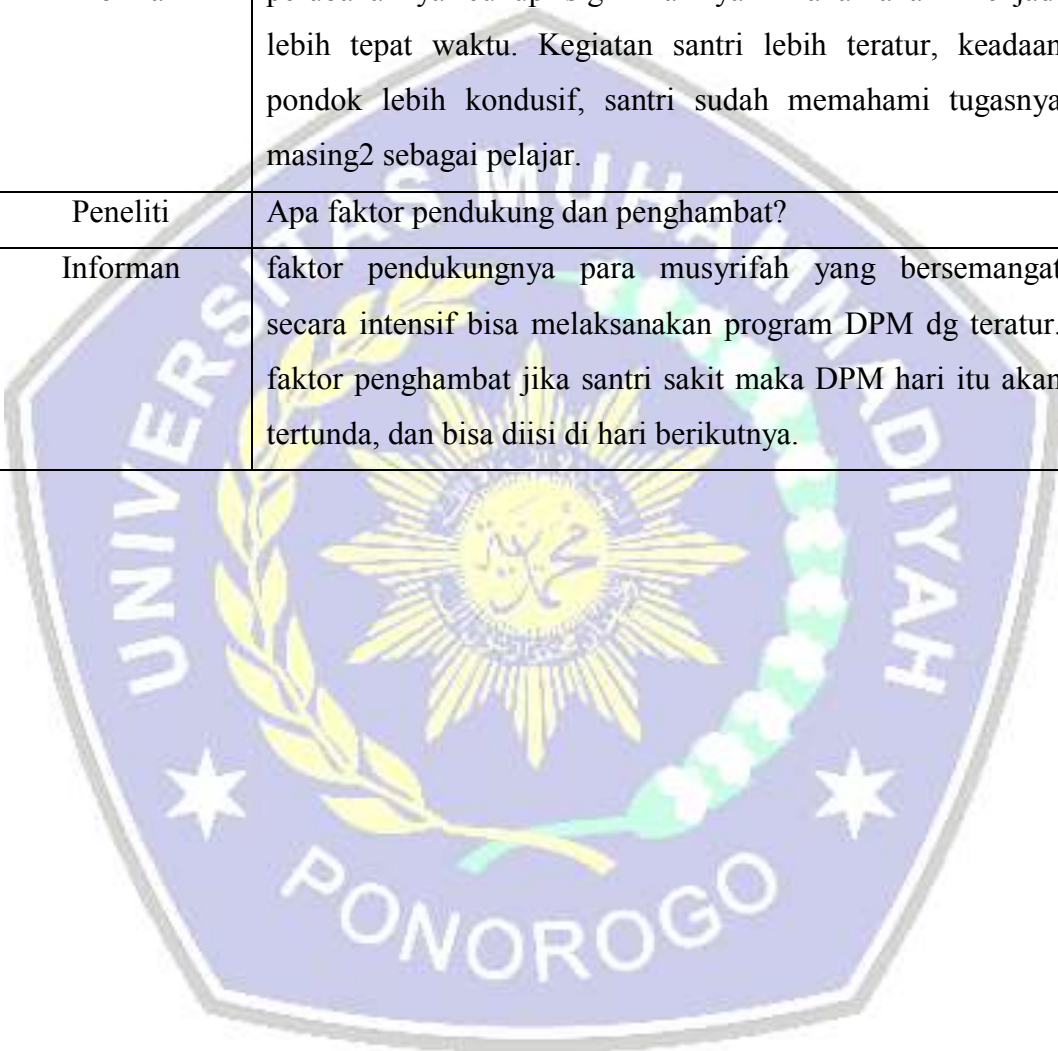 lebih tepat waktu. Kegiatan santri lebih teratur, keadaan
pondok lebih kondusif, santri sudah memahami tugasnya
masing2 sebagai pelajar.
Peneliti Apa faktor pendukung dan penghambat?
Informan faktor pendukungnya para musyrifah yang bersemangat
secara intensif bisa melaksanakan program DPM dg teratur.
faktor penghambat jika santri sakit maka DPM hari itu akan
tertunda, dan bisa diisi di hari berikutnya.
UNIVERSITAS MUHAMMADIYAH
PONOROGO